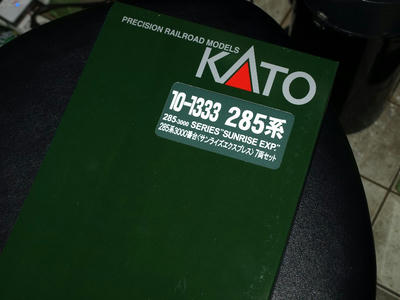 PRECISION RAILROAD MODELS
KATO
10-1333 285系
285-3000 SERIES "SUNRISE EXP."
285系3000番台〈サンライズエクスプレス〉7両セット